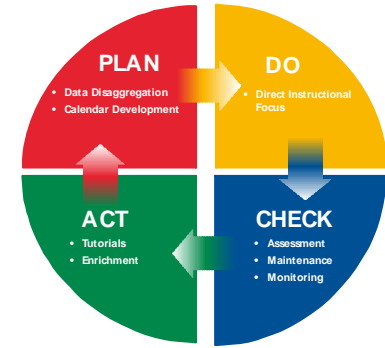 PLAN
• Data Disaggregation
• Calendar Development
DO
• Direct Instructional
Focus
ACT
• Tutorials
• Enrichment
CHECK
• Assessment
• Maintenance
• Monitoring